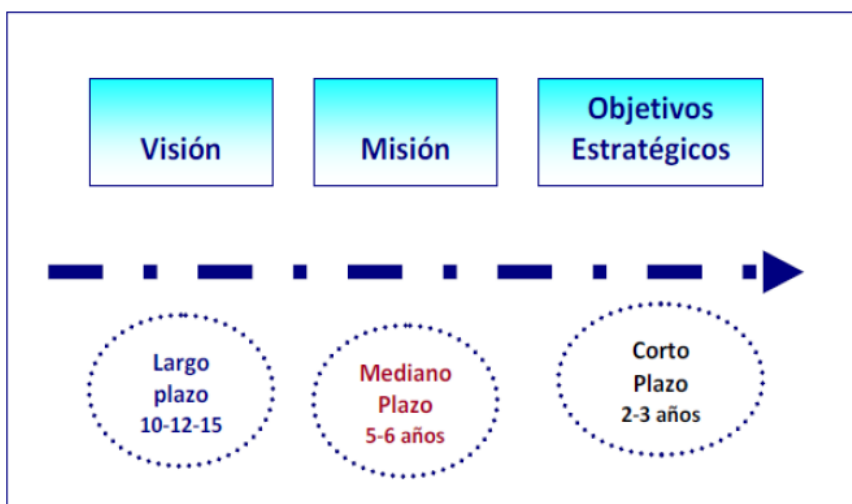 Visión
Misión
Objetivos
Estratégicos
Largo
plazo
10-12-15
Mediano
Plazo
5-6 años
Corto
Plazo
2-3 años